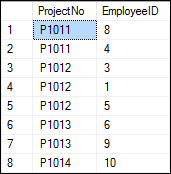 ProjectNo EmployeeID
1 P1011 8
2 P1011 4
3 P1012 3
4 P1012 1
5 P1012 5
6 P1013 6
7 P1013 9
8 P1014 10